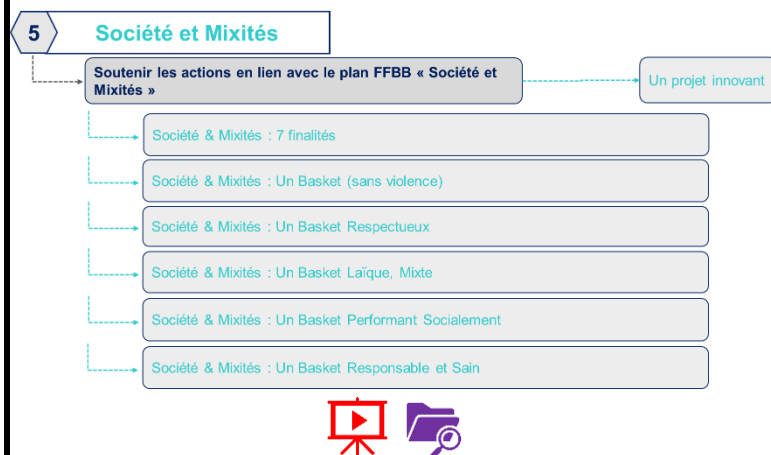 5
Société et Mixités
Soutenir les actions en lien avec le plan FFBB « Société et
Mixités »
Un projet innovant
Société & Mixités : 7 finalités
Société & Mixités : Un Basket (sans violence)
Société & Mixités : Un Basket Respectueux
Société & Mixités : Un Basket Laïque, Mixte
Société & Mixités : Un Basket Performant Socialement
Société & Mixités : Un Basket Responsable et Sain